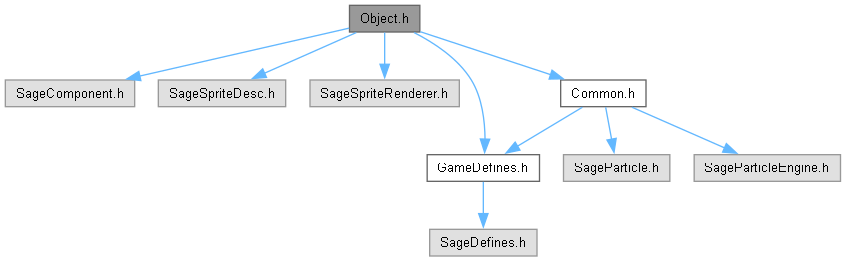 Object.h
SageComponent.h
SageSpriteDesc.h
SageSpriteRenderer.h
Common.h
GameDefines.h
SageParticle.h
SageParticleEngine.h
SageDefines.h